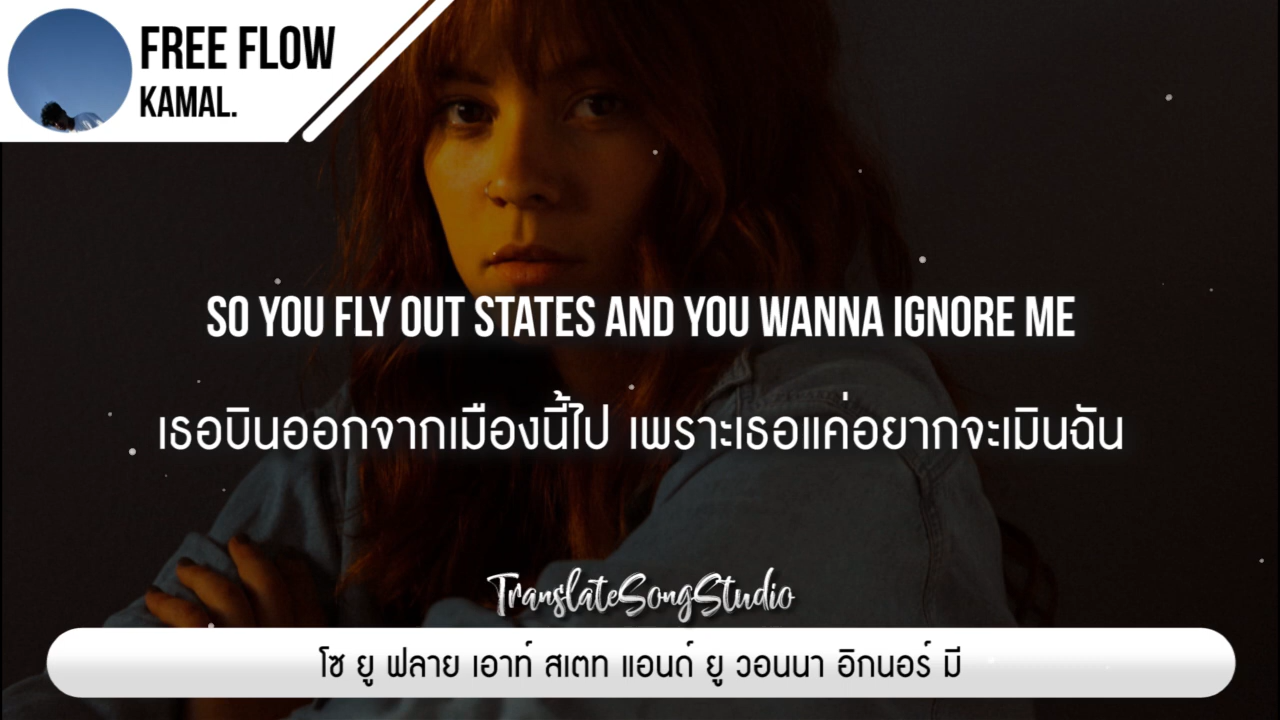 FREE FLOW
KAMAL.
SO YOU FLY OUT STATES AND YOU WANNA IGNORE ME
เธอบินออกจากเมืองนี้ไป เพราะเธอแค่อยากจะเมินฉัน
TranslateSongStudio
โซ ยู ฟลาย เอาท์ สเตท แอนด์ ยู วอนนา อิกนอร์ มี